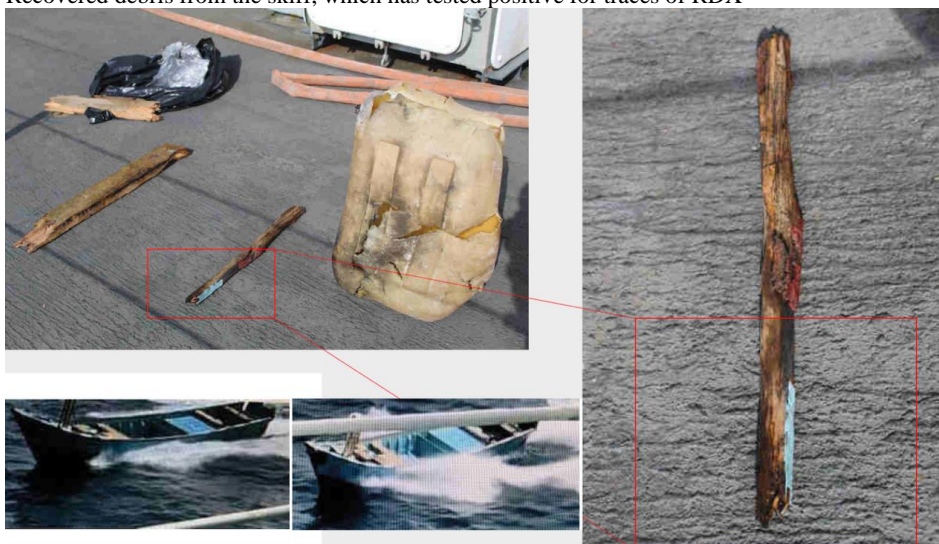 Recovered debris from the skiff, which has tested positive for traces of RDX